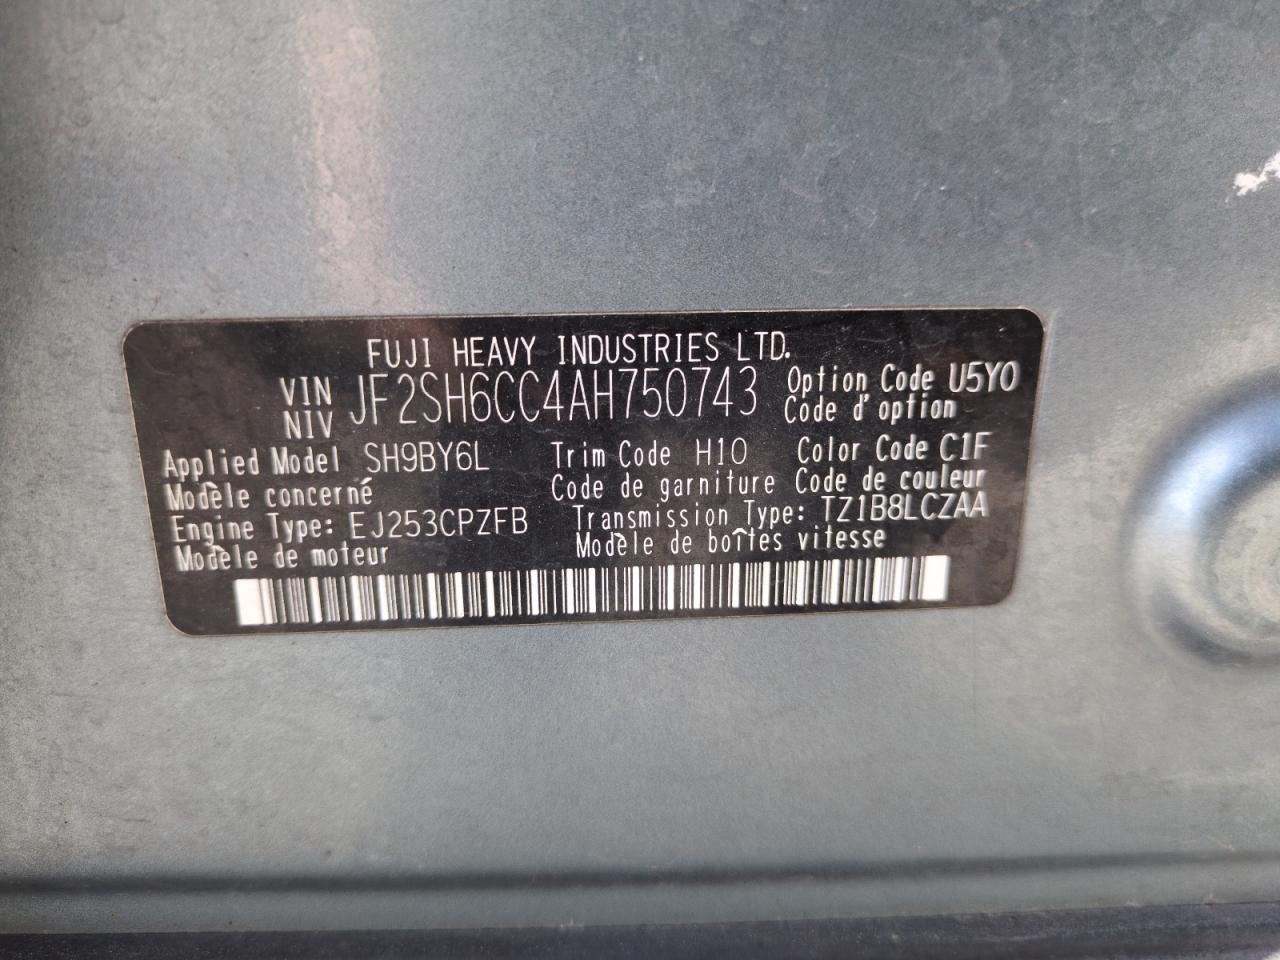 FUJI HEAVY INDUSTRIES LTD.
VIN NIV JF2SH6CC4AH750743 Option Code U5Y0
Code d'option
Applied Model SH9BY6L Trim Code H10 Color Code C1F
Modèle concerné Code de garniture Code de couleur
Engine Type: EJ253CPZFB Transmission Type: TZ1B8LCZAA
Modèle de moteur Modèle de boîtes vitesse